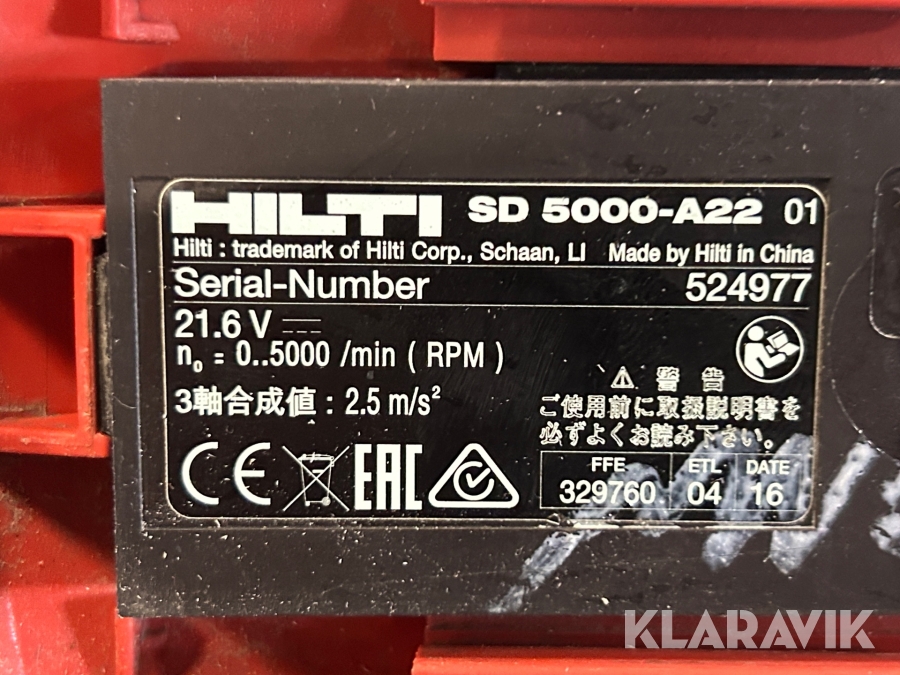 HILTI SD 5000-A22 01
Hilti : trademark of Hilti Corp., Schaan, LI Made by Hilti in China
Serial-Number 524977
21.6 V
n₀ = 0..5000 /min ( RPM )
3軸合成値 : 2.5 m/s²
⚠ 警告
ご使用前に取扱説明書を
必ずよくお読み下さい。
CE EAC
FFE ETL DATE
329760 04 16
KLARAVIK